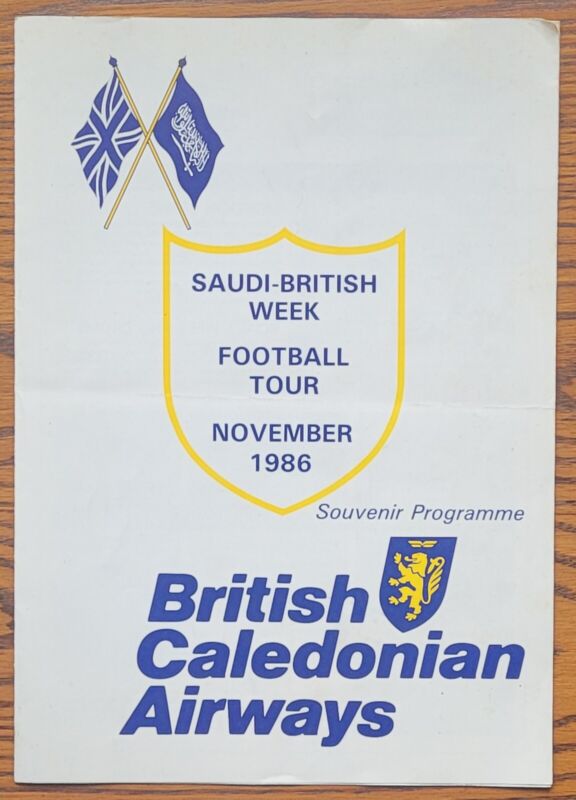 SAUDI-BRITISH
WEEK
FOOTBALL
TOUR
NOVEMBER
1986
Souvenir Programme
British
Caledonian
Airways